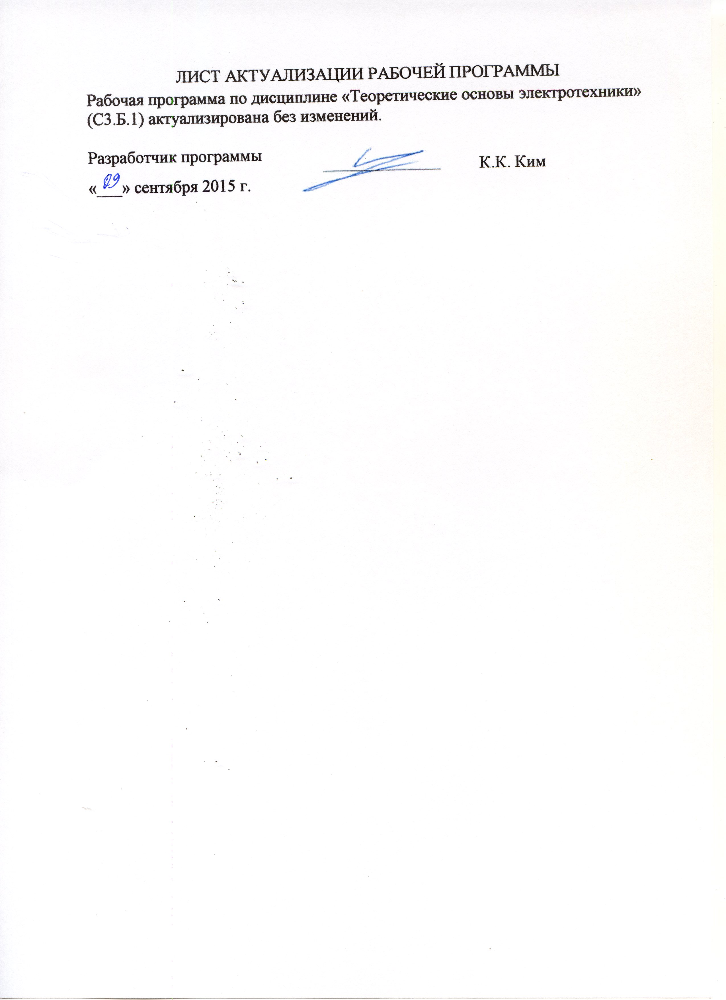 ЛИСТ АКТУАЛИЗАЦИИ РАБОЧЕЙ ПРОГРАММЫ
Рабочая программа по дисциплине «Теоретические основы электротехники»
(С3.Б.1) актуализирована без изменений.
Разработчик программы К.К. Ким
«___» сентября 2015 г.